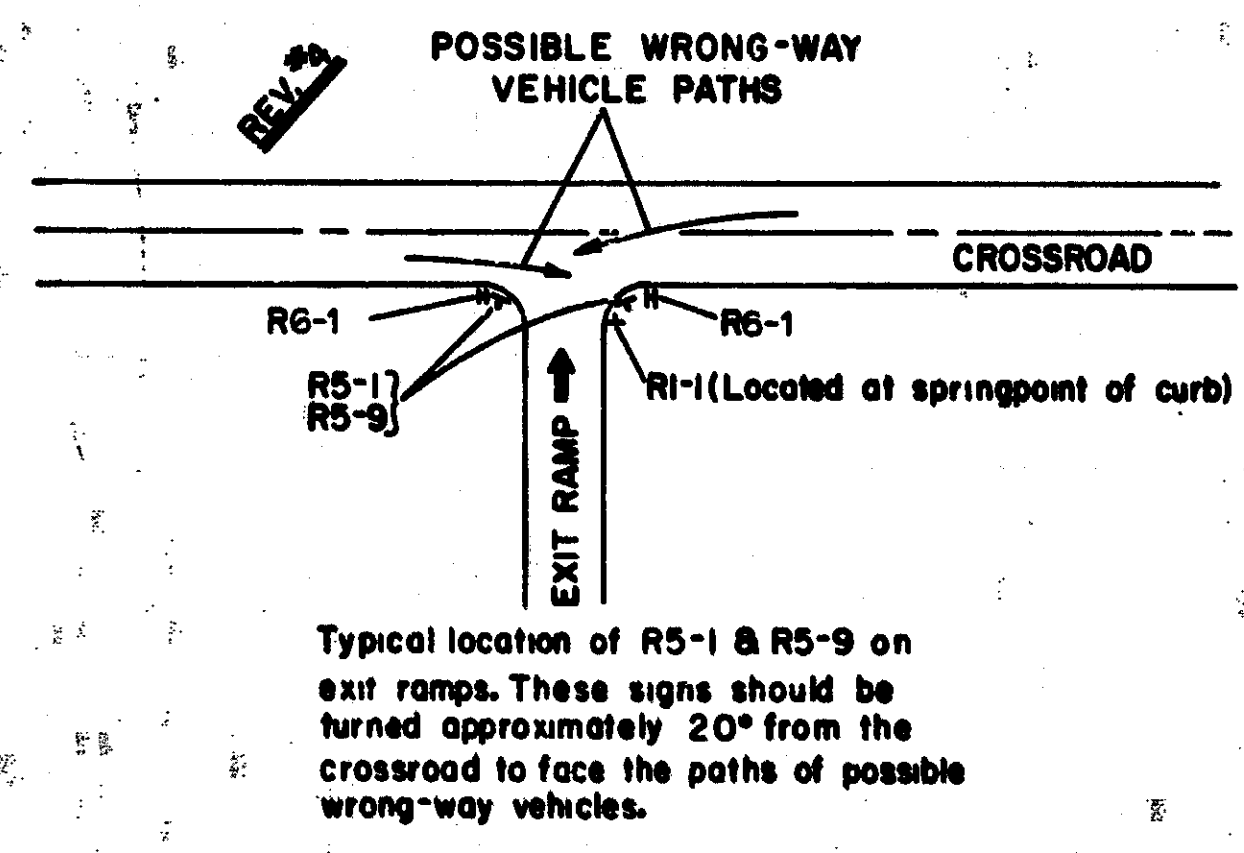 POSSIBLE WRONG-WAY
VEHICLE PATHS
REV. #4
CROSSROAD
R6-1
R6-1
R5-1
R5-9
R1-1 (Located at springpoint of curb)
EXIT RAMP
Typical location of R5-1 & R5-9 on
exit ramps. These signs should be
turned approximately 20° from the
crossroad to face the paths of possible
wrong-way vehicles.